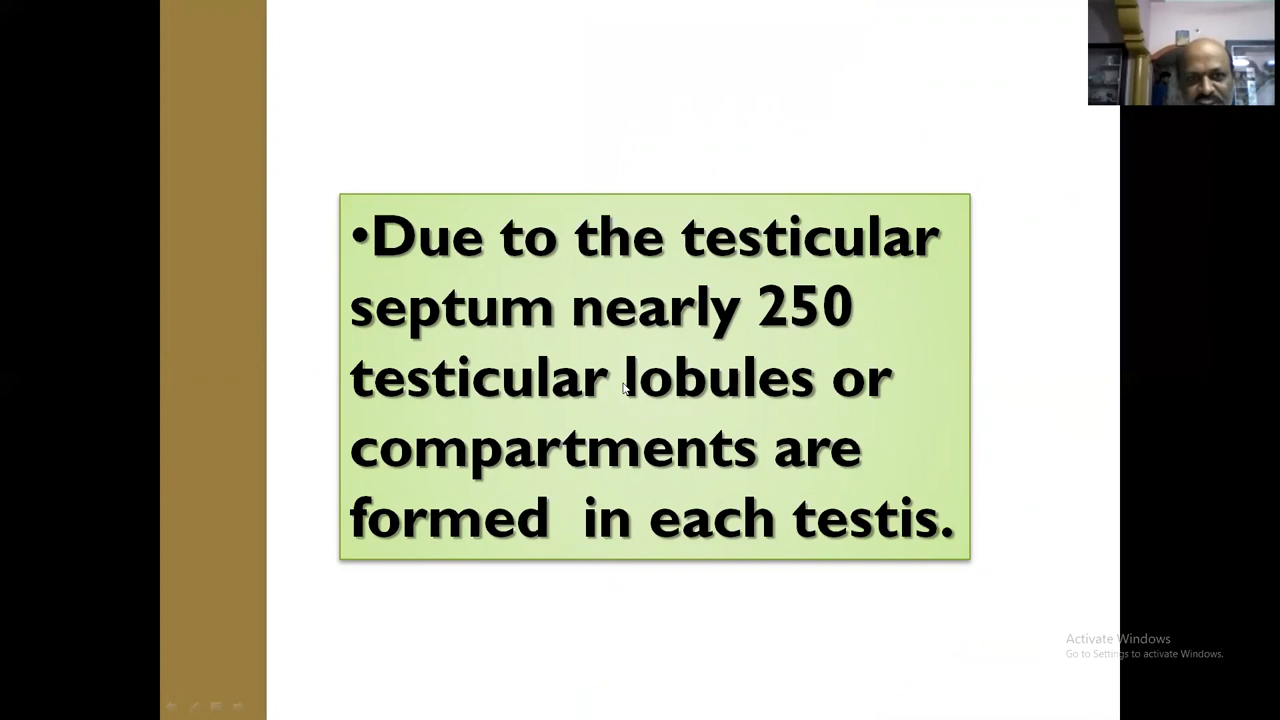 •Due to the testicular
septum nearly 250
testicular lobules or
compartments are
formed in each testis.
Activate Windows
Go to Settings to activate Windows.